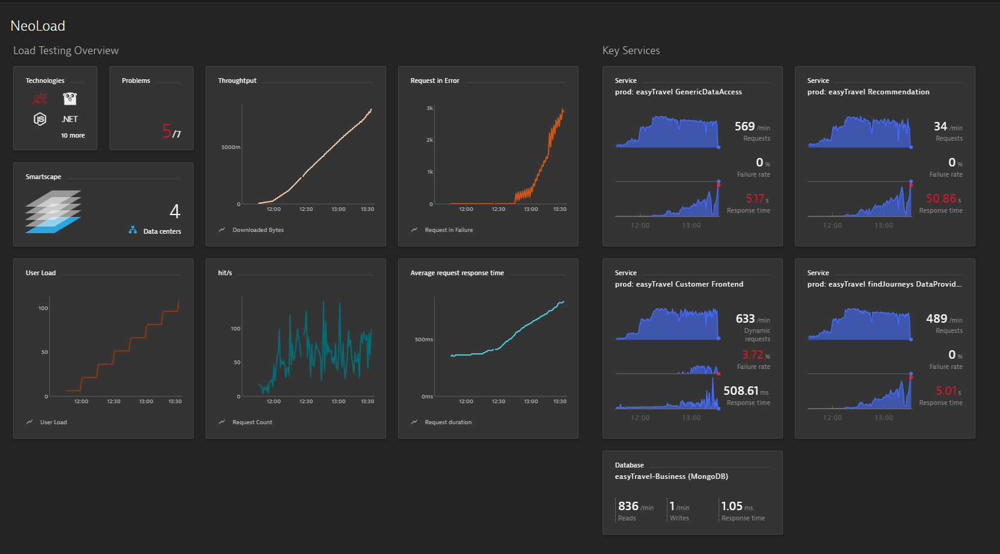 NeoLoad
Load Testing Overview
Technologies
JS
.NET
10 more
Problems
5/7
Smartscape
4
Data centers
Throughtput
5000m
0
12:00 12:30 13:00 13:30
Downloaded Bytes
Request in Error
3k
2k
1k
0
12:00 12:30 13:00 13:30
Request in Failure
User Load
100
50
0
12:00 12:30 13:00 13:30
User Load
hit/s
100
50
0
12:00 12:30 13:00 13:30
Request Count
Average request response time
500ms
0ms
12:00 12:30 13:00 13:30
Request duration
Key Services
Service
prod: easyTravel GenericDataAccess
569 /min
Requests
0 %
Failure rate
5.17 s
Response time
12:00 13:00
Service
prod: easyTravel Recommendation
34 /min
Requests
0 %
Failure rate
50.86 s
Response time
12:00 13:00
Service
prod: easyTravel Customer Frontend
633 /min
Dynamic
requests
3.72 %
Failure rate
508.61 ms
Response time
12:00 13:00
Service
prod: easyTravel findJourneys DataProvid...
489 /min
Requests
0 %
Failure rate
5.01 s
Response time
12:00 13:00
Database
easyTravel-Business (MongoDB)
836 /min
Reads
1 /min
Writes
1.05 ms
Response time